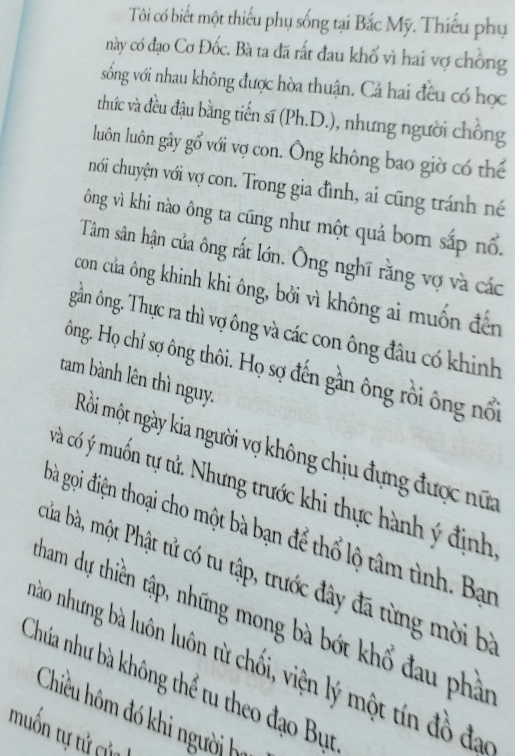 Tôi có biết một thiếu phụ sống tại Bắc Mỹ. Thiếu phụ
này có đạo Cơ Đốc. Bà ta đã rất đau khổ vì hai vợ chồng
sống với nhau không được hòa thuận. Cả hai đều có học
thức và đều đậu bằng tiến sĩ (Ph.D.), nhưng người chồng
luôn luôn gây gổ với vợ con. Ông không bao giờ có thể
nói chuyện với vợ con. Trong gia đình, ai cũng tránh né
ông vì khi nào ông ta cũng như một quả bom sắp nổ.
Tâm sân hận của ông rất lớn. Ông nghĩ rằng vợ và các
con của ông khinh khi ông, bởi vì không ai muốn đến
gần ông. Thực ra thì vợ ông và các con ông đâu có khinh
ông. Họ chỉ sợ ông thôi. Họ sợ đến gần ông rồi ông nổi
tam bành lên thì nguy.
Rồi một ngày kia người vợ không chịu đựng được nữa
và có ý muốn tự tử. Nhưng trước khi thực hành ý định,
bà gọi điện thoại cho một bà bạn để thổ lộ tâm tình. Bạn
của bà, một Phật tử có tu tập, trước đây đã từng mời bà
tham dự thiền tập, những mong bà bớt khổ đau phần
nào nhưng bà luôn luôn từ chối, viện lý một tín đồ đạo
Chúa như bà không thể tu theo đạo Bụt.
Chiều hôm đó khi người
muốn tự tử